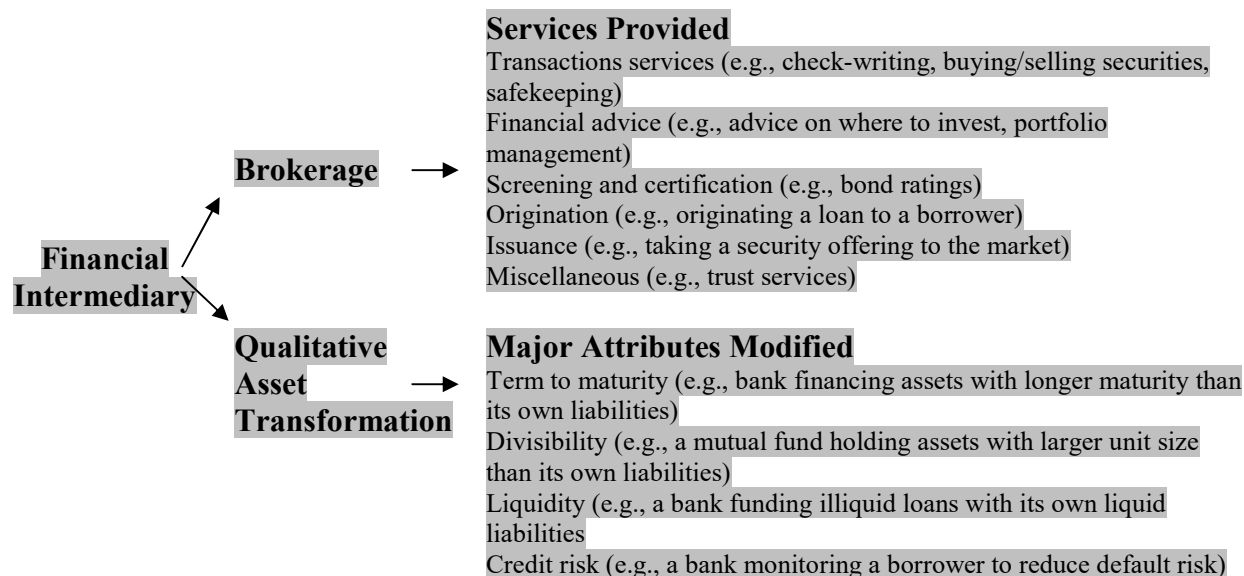 Services Provided
Transactions services (e.g., check-writing, buying/selling securities,
safekeeping)
Financial advice (e.g., advice on where to invest, portfolio
management)
Brokerage
Screening and certification (e.g., bond ratings)
Origination (e.g., originating a loan to a borrower)
Issuance (e.g., taking a security offering to the market)
Miscellaneous (e.g., trust services)
Financial
Intermediary
Qualitative
Asset
Transformation
Major Attributes Modified
Term to maturity (e.g., bank financing assets with longer maturity than
its own liabilities)
Divisibility (e.g., a mutual fund holding assets with larger unit size
than its own liabilities)
Liquidity (e.g., a bank funding illiquid loans with its own liquid
liabilities
Credit risk (e.g., a bank monitoring a borrower to reduce default risk)